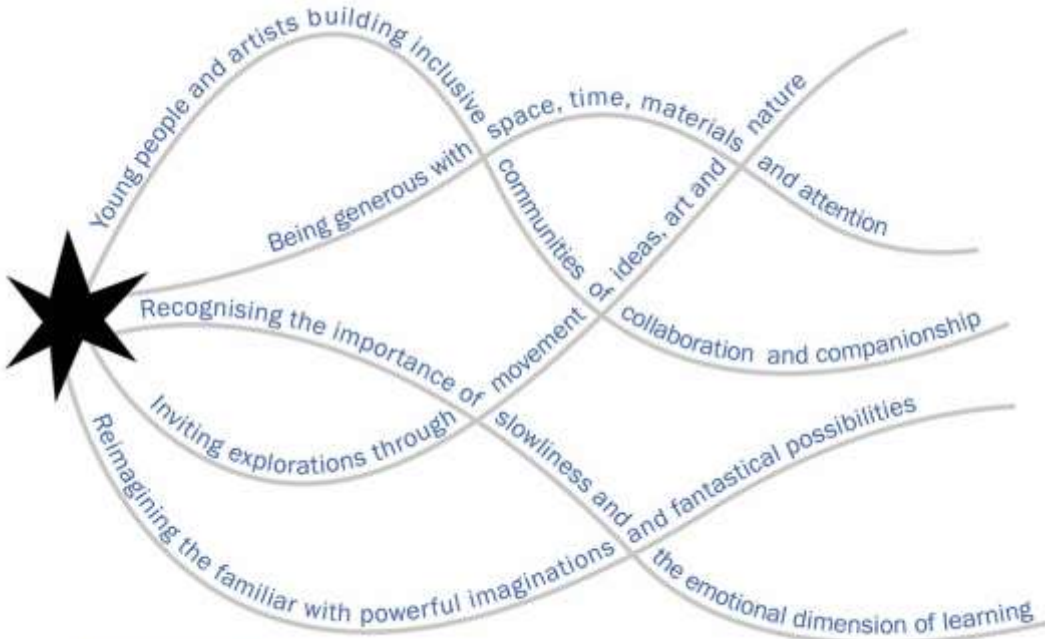 Young people and artists building inclusive communities of collaboration and companionship
Being generous with space, time, materials and attention
Recognising the importance of slowliness and the emotional dimension of learning
Inviting explorations through movement ideas, art and nature
Reimagining the familiar with powerful imaginations and fantastical possibilities